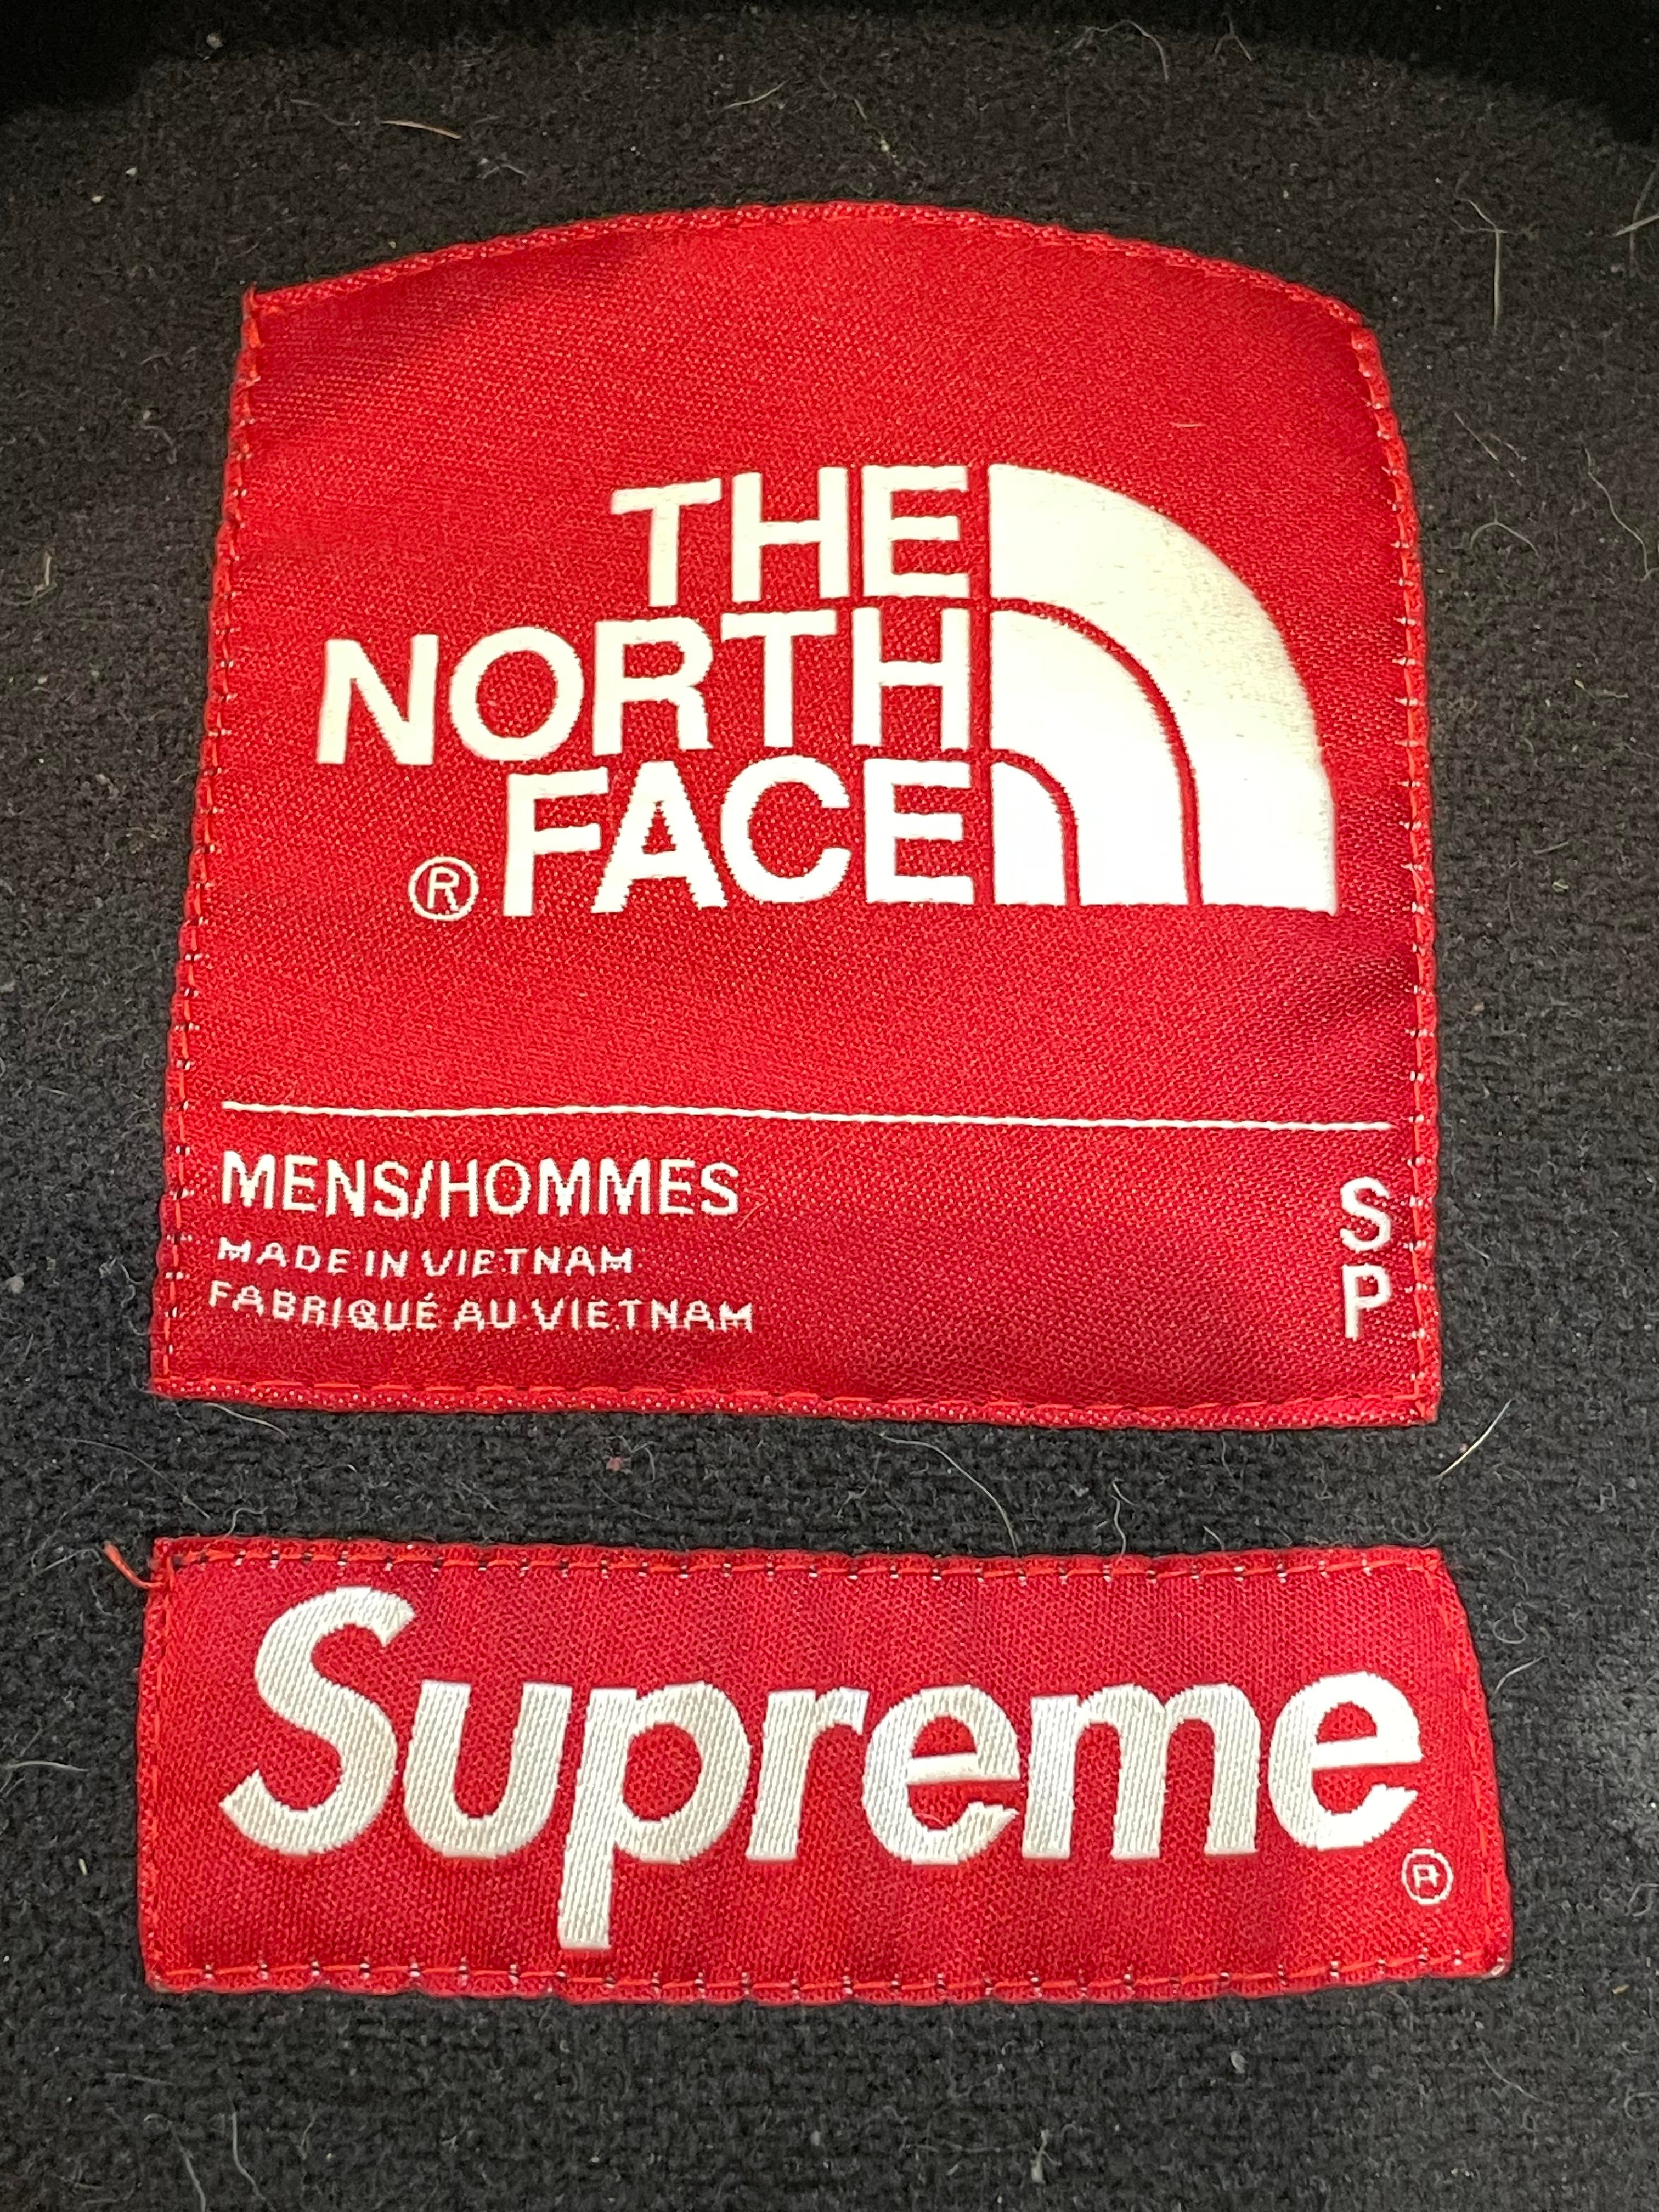 THE
NORTH
FACE
®
MENS/HOMMES
MADE IN VIETNAM
FABRIQUÉ AU VIETNAM
S
P
Supreme
®